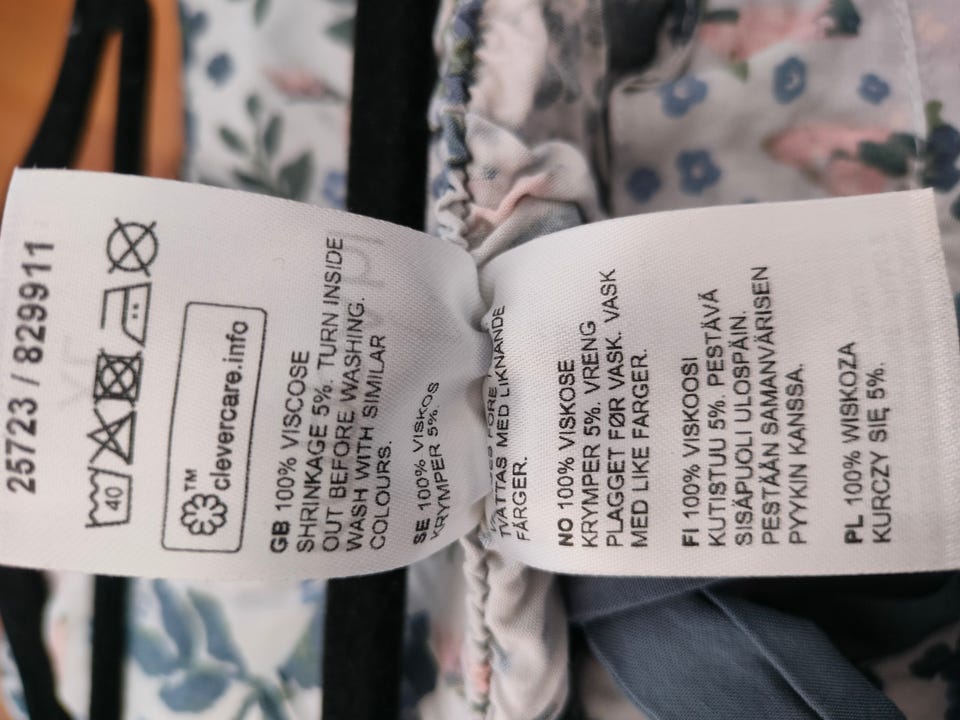 25723 / 829911
40
TM
clevercare.info
GB 100% VISCOSE
SHRINKAGE 5%. TURN INSIDE
OUT BEFORE WASHING.
WASH WITH SIMILAR
COLOURS.
SE 100% VISKOS
KRYMPER 5%.
TVÄTTAS MED LIKNANDE
FÄRGER.
NO 100% VISKOSE
KRYMPER 5%. VRENG
PLAGGET FØR VASK. VASK
MED LIKE FARGER.
FI 100% VISKOOSI
KUTISTUU 5%. PESTÄVÄ
SISÄPUOLI ULOSPÄIN.
PESTÄÄN SAMANVÄRISEN
PYYKIN KANSSA.
PL 100% WISKOZA
KURCZY SIĘ 5%.